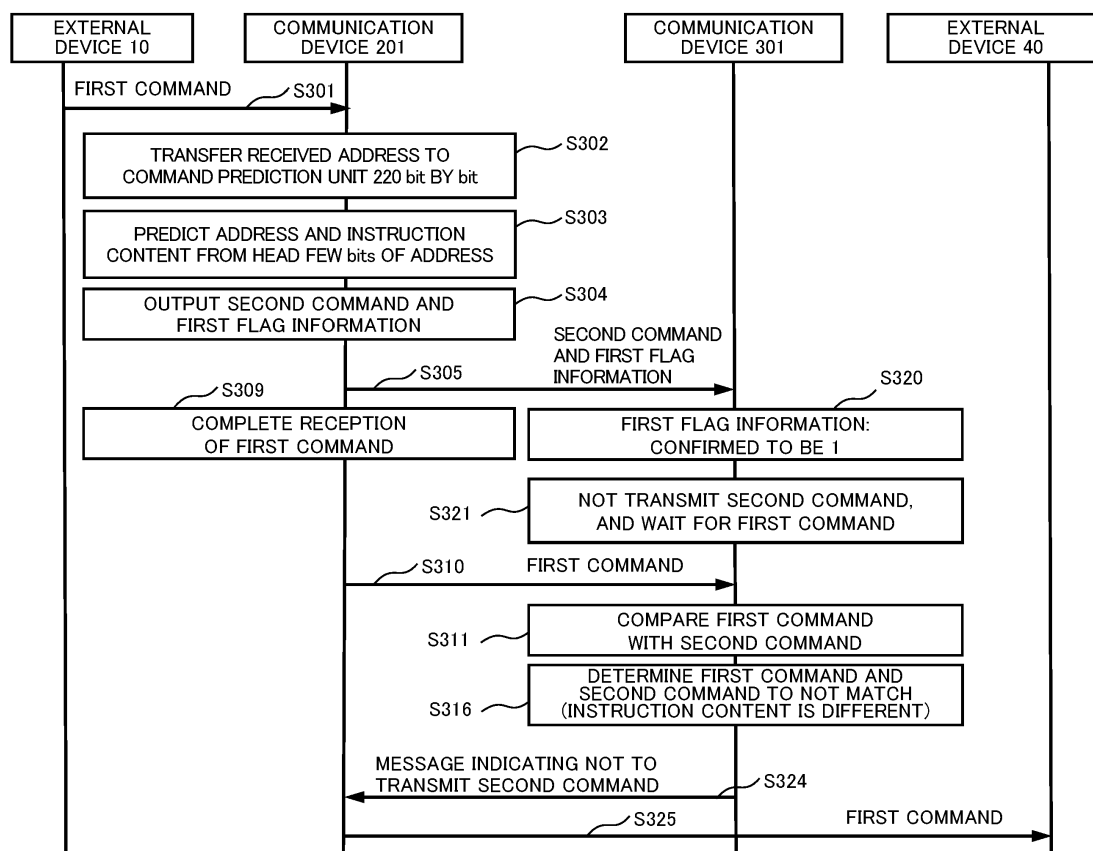 EXTERNAL
DEVICE 10
COMMUNICATION
DEVICE 201
COMMUNICATION
DEVICE 301
EXTERNAL
DEVICE 40
FIRST COMMAND
S301
TRANSFER RECEIVED ADDRESS TO
COMMAND PREDICTION UNIT 220 bit BY bit
S302
PREDICT ADDRESS AND INSTRUCTION
CONTENT FROM HEAD FEW bits OF ADDRESS
S303
OUTPUT SECOND COMMAND AND
FIRST FLAG INFORMATION
S304
SECOND COMMAND
AND FIRST FLAG
INFORMATION
S305
S309
COMPLETE RECEPTION
OF FIRST COMMAND
S320
FIRST FLAG INFORMATION:
CONFIRMED TO BE 1
S321
NOT TRANSMIT SECOND COMMAND,
AND WAIT FOR FIRST COMMAND
S310
FIRST COMMAND
S311
COMPARE FIRST COMMAND
WITH SECOND COMMAND
S316
DETERMINE FIRST COMMAND AND
SECOND COMMAND TO NOT MATCH
(INSTRUCTION CONTENT IS DIFFERENT)
MESSAGE INDICATING NOT TO
TRANSMIT SECOND COMMAND
S324
S325
FIRST COMMAND